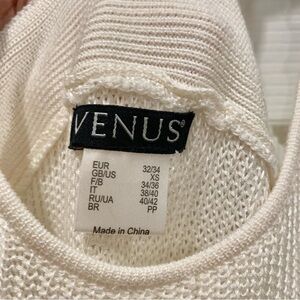 VENUS®
EUR 32/34
GB/US XS
F/B 34/36
IT 38/40
RU/UA 40/42
BR PP
Made in China